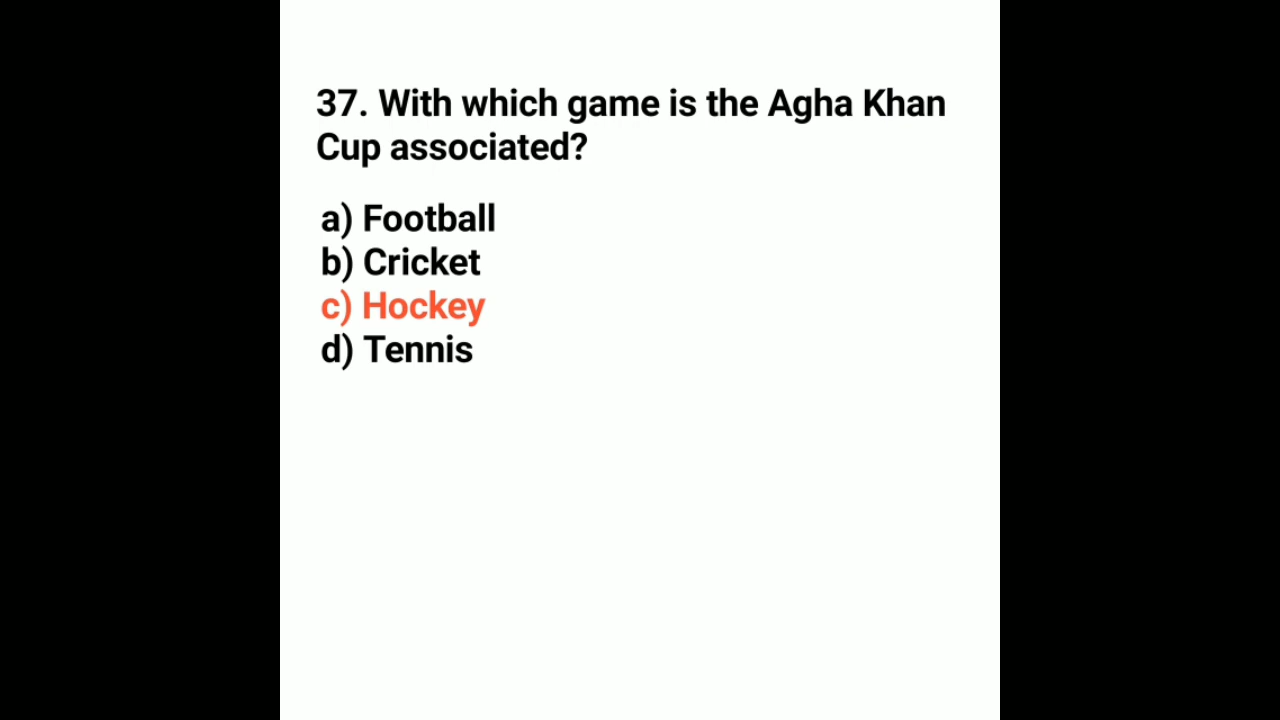 37. With which game is the Agha Khan
Cup associated?
a) Football
b) Cricket
c) Hockey
d) Tennis